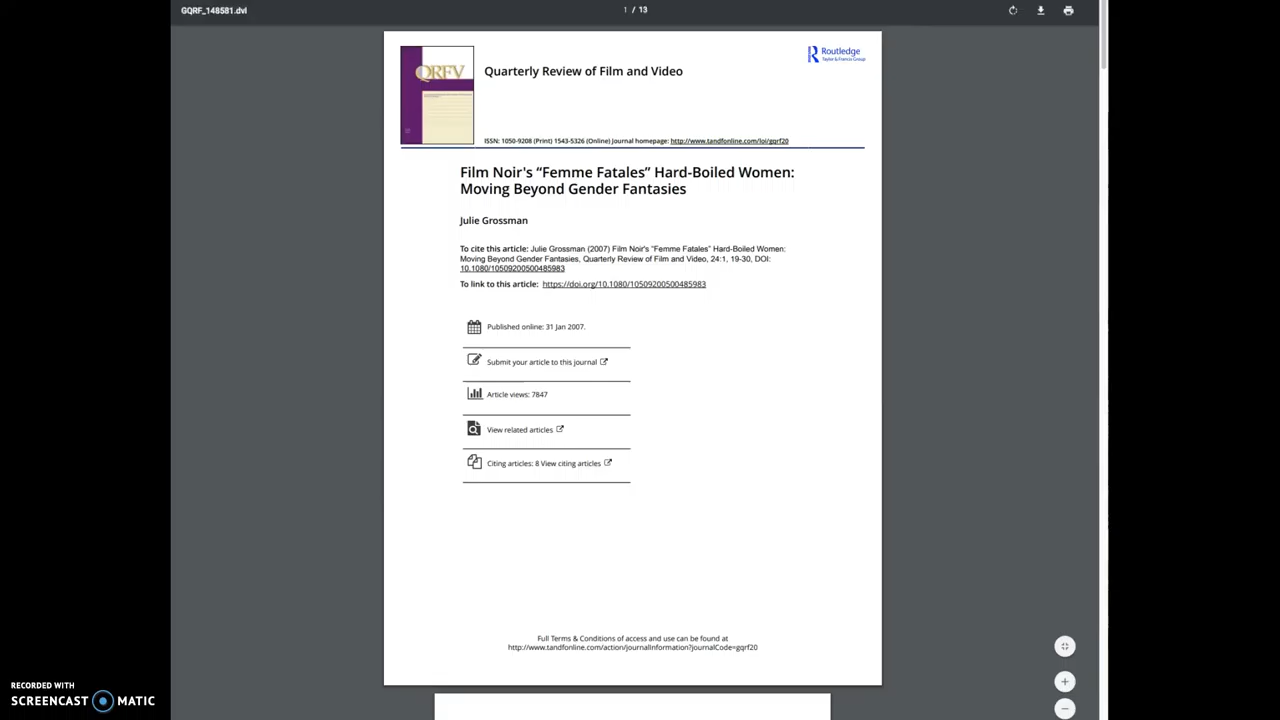 GQRF_148581.dvi
1 / 13
QRFV
Quarterly Review of Film and Video
Routledge
Taylor & Francis Group
ISSN: 1050-9208 (Print) 1543-5326 (Online) Journal homepage: http://www.tandfonline.com/loi/gqrf20
Film Noir's “Femme Fatales” Hard-Boiled Women:
Moving Beyond Gender Fantasies
Julie Grossman
To cite this article: Julie Grossman (2007) Film Noir's “Femme Fatales” Hard-Boiled Women:
Moving Beyond Gender Fantasies, Quarterly Review of Film and Video, 24:1, 19-30, DOI:
10.1080/10509200500485983
To link to this article: https://doi.org/10.1080/10509200500485983
Published online: 31 Jan 2007.
Submit your article to this journal
Article views: 7847
View related articles
Citing articles: 8 View citing articles
Full Terms & Conditions of access and use can be found at
http://www.tandfonline.com/action/journalInformation?journalCode=gqrf20
RECORDED WITH
SCREENCAST MATIC